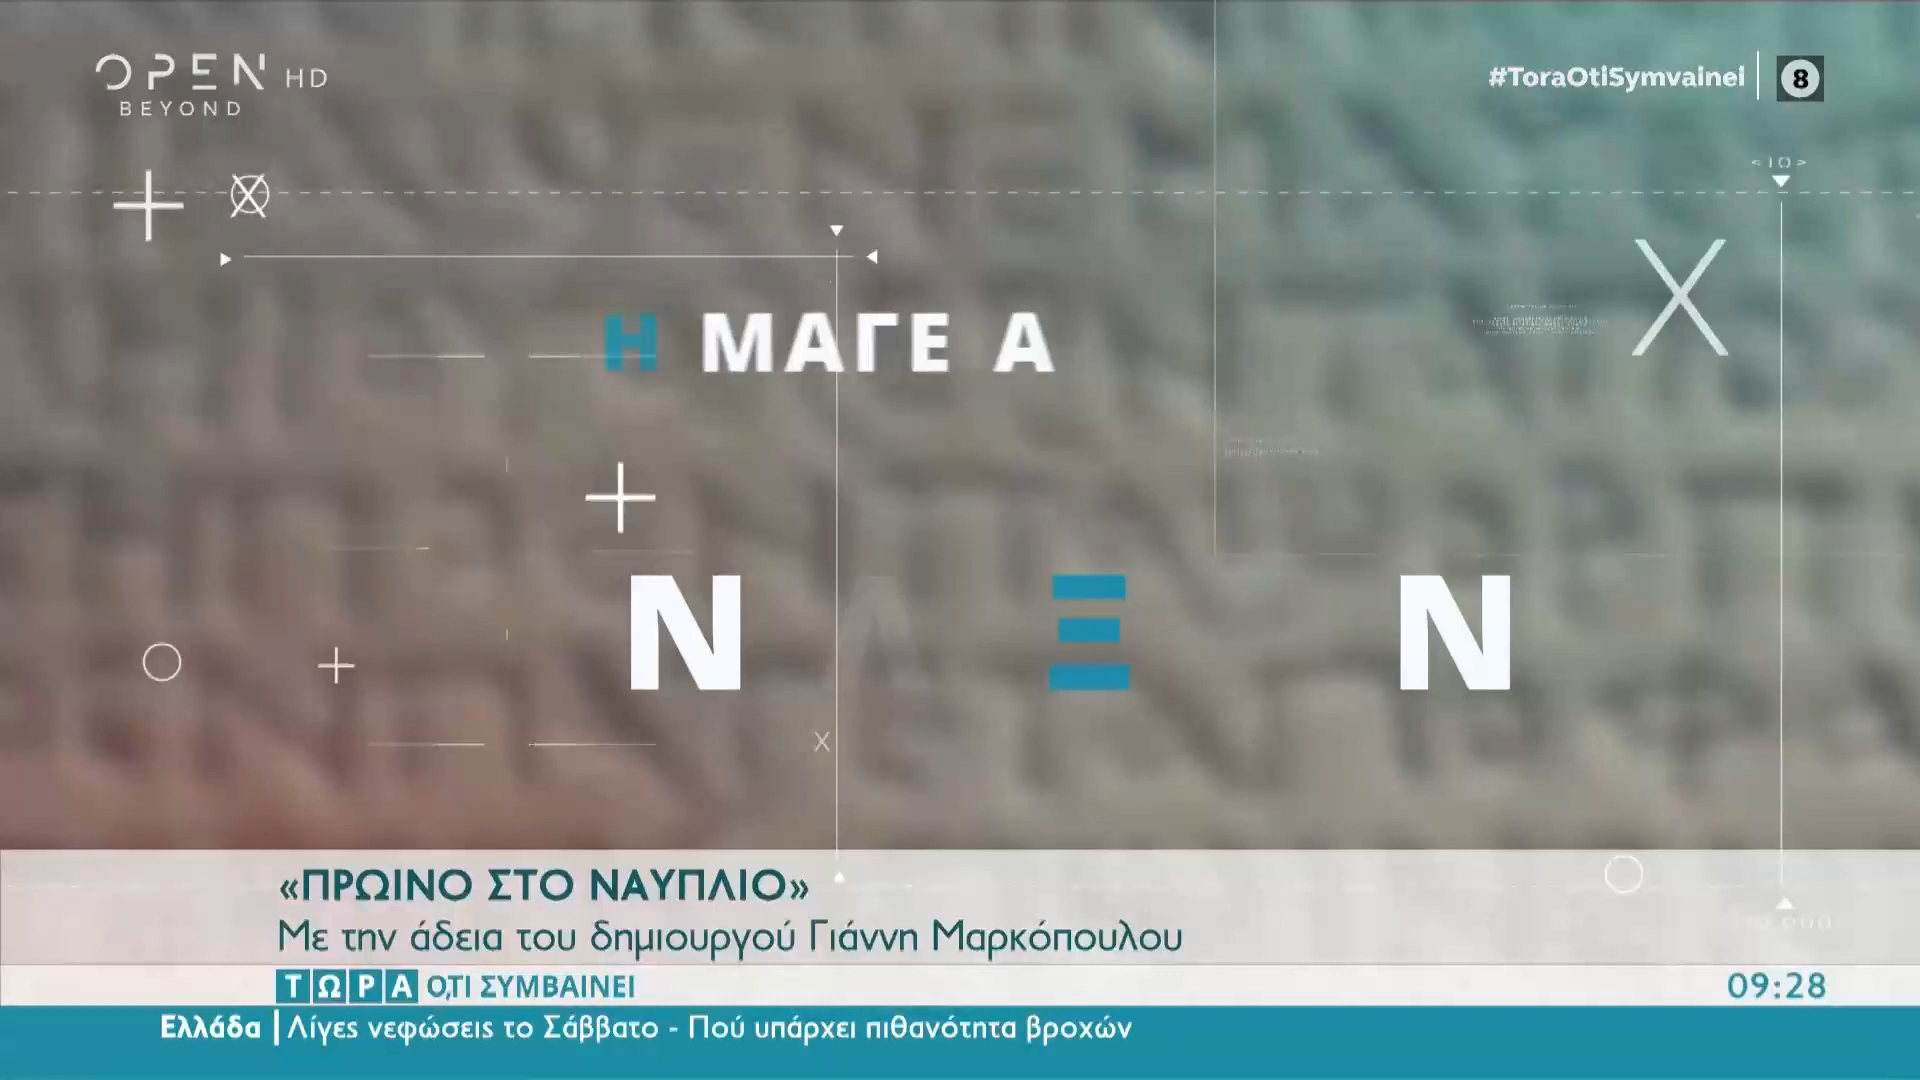 OPEN HD
BEYOND
#ToraOtiSymvainei
8
< 10 >
Η ΜΑΓΕ Α
Ν Λ Ξ Ν
«ΠΡΩΙΝΟ ΣΤΟ ΝΑΥΠΛΙΟ»
Με την άδεια του δημιουργού Γιάννη Μαρκόπουλου
ΤΩΡΑ Ο,ΤΙ ΣΥΜΒΑΙΝΕΙ
09:28
Ελλάδα | Λίγες νεφώσεις το Σάββατο - Πού υπάρχει πιθανότητα βροχών